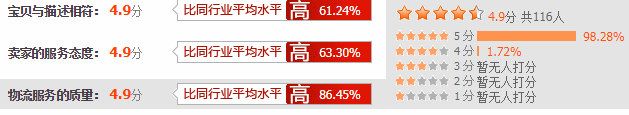 宝贝与描述相符： 4.9分 比同行业平均水平 高 61.24%
卖家的服务态度： 4.9分 比同行业平均水平 高 63.30%
物流服务的质量： 4.9分 比同行业平均水平 高 86.45%
4.9分 共116人
5分 98.28%
4分 1.72%
3分 暂无人打分
2分 暂无人打分
1分 暂无人打分